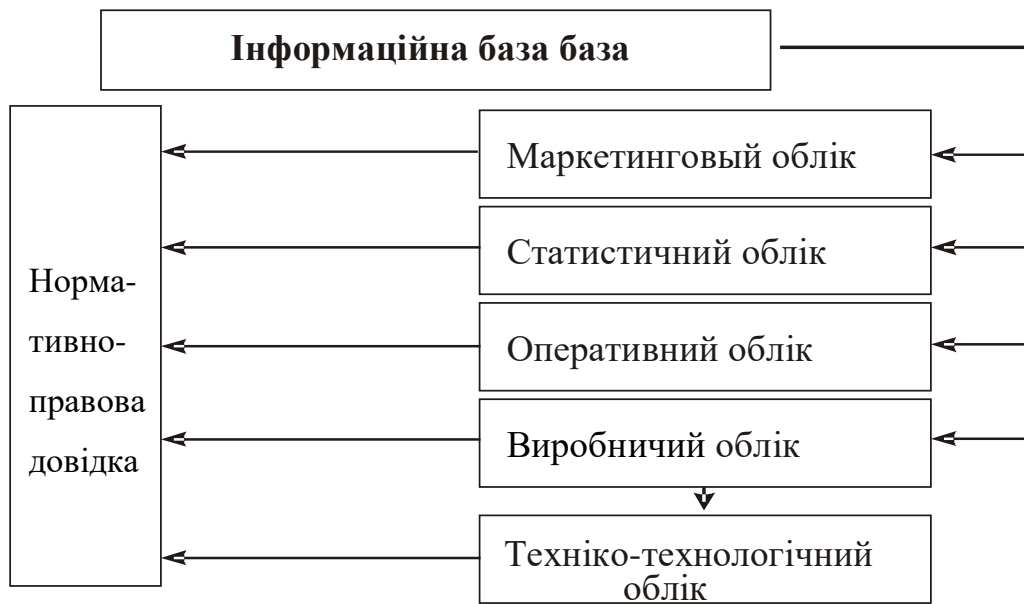 Інформаційна база база
Маркетинговый облік
Статистичний облік
Норма-
тивно-
правова
довідка
Оперативний облік
Виробничий облік
Техніко-технологічний
облік